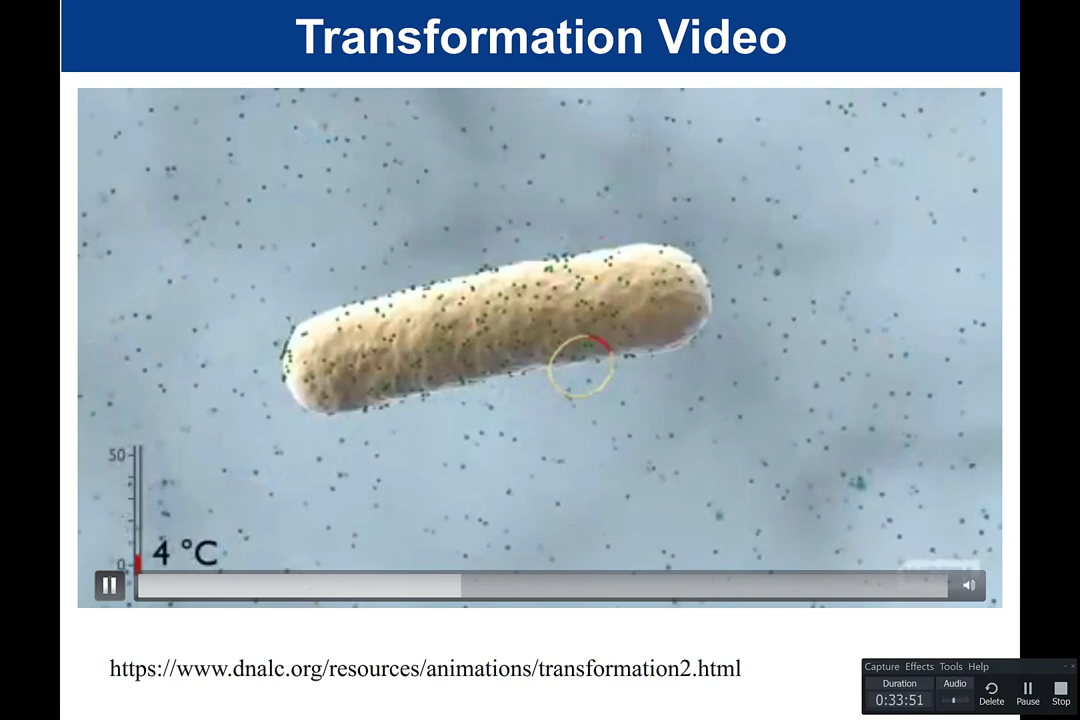 Transformation Video
50
4 °C
0
https://www.dnalc.org/resources/animations/transformation2.html
Capture Effects Tools Help
Duration Audio
0:33:51 Delete Pause Stop